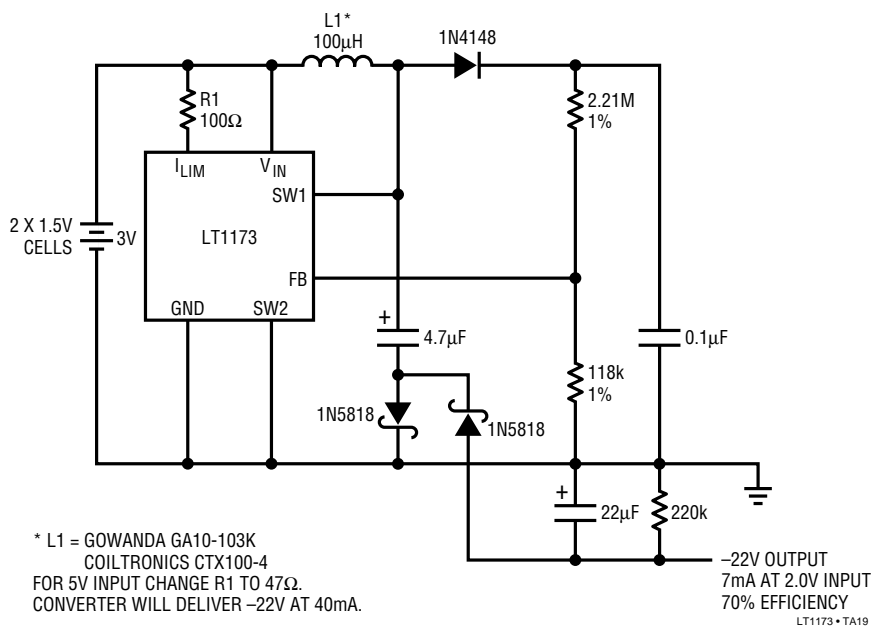 L1*
100µH
1N4148
R1
100Ω
2.21M
1%
I_LIM
V_IN
SW1
2 X 1.5V
CELLS
3V
LT1173
FB
GND
SW2
+
4.7µF
0.1µF
118k
1%
1N5818
1N5818
+
22µF
220k
* L1 = GOWANDA GA10-103K
COILTRONICS CTX100-4
FOR 5V INPUT CHANGE R1 TO 47Ω.
CONVERTER WILL DELIVER –22V AT 40mA.
–22V OUTPUT
7mA AT 2.0V INPUT
70% EFFICIENCY
LT1173 • TA19